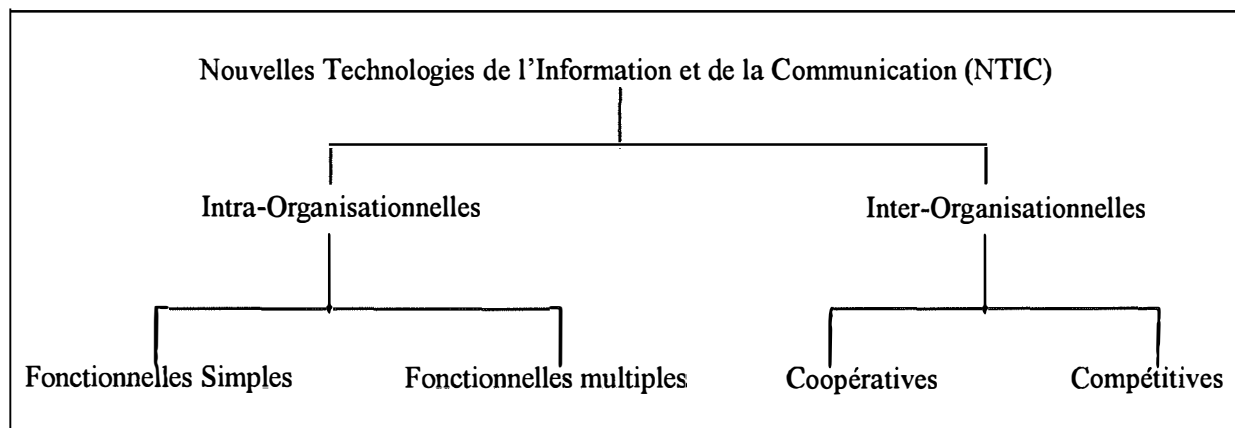 Nouvelles Technologies de l'Information et de la Communication (NTIC)
Intra-Organisationnelles Inter-Organisationnelles
Fonctionnelles Simples Fonctionnelles multiples Coopératives Compétitives